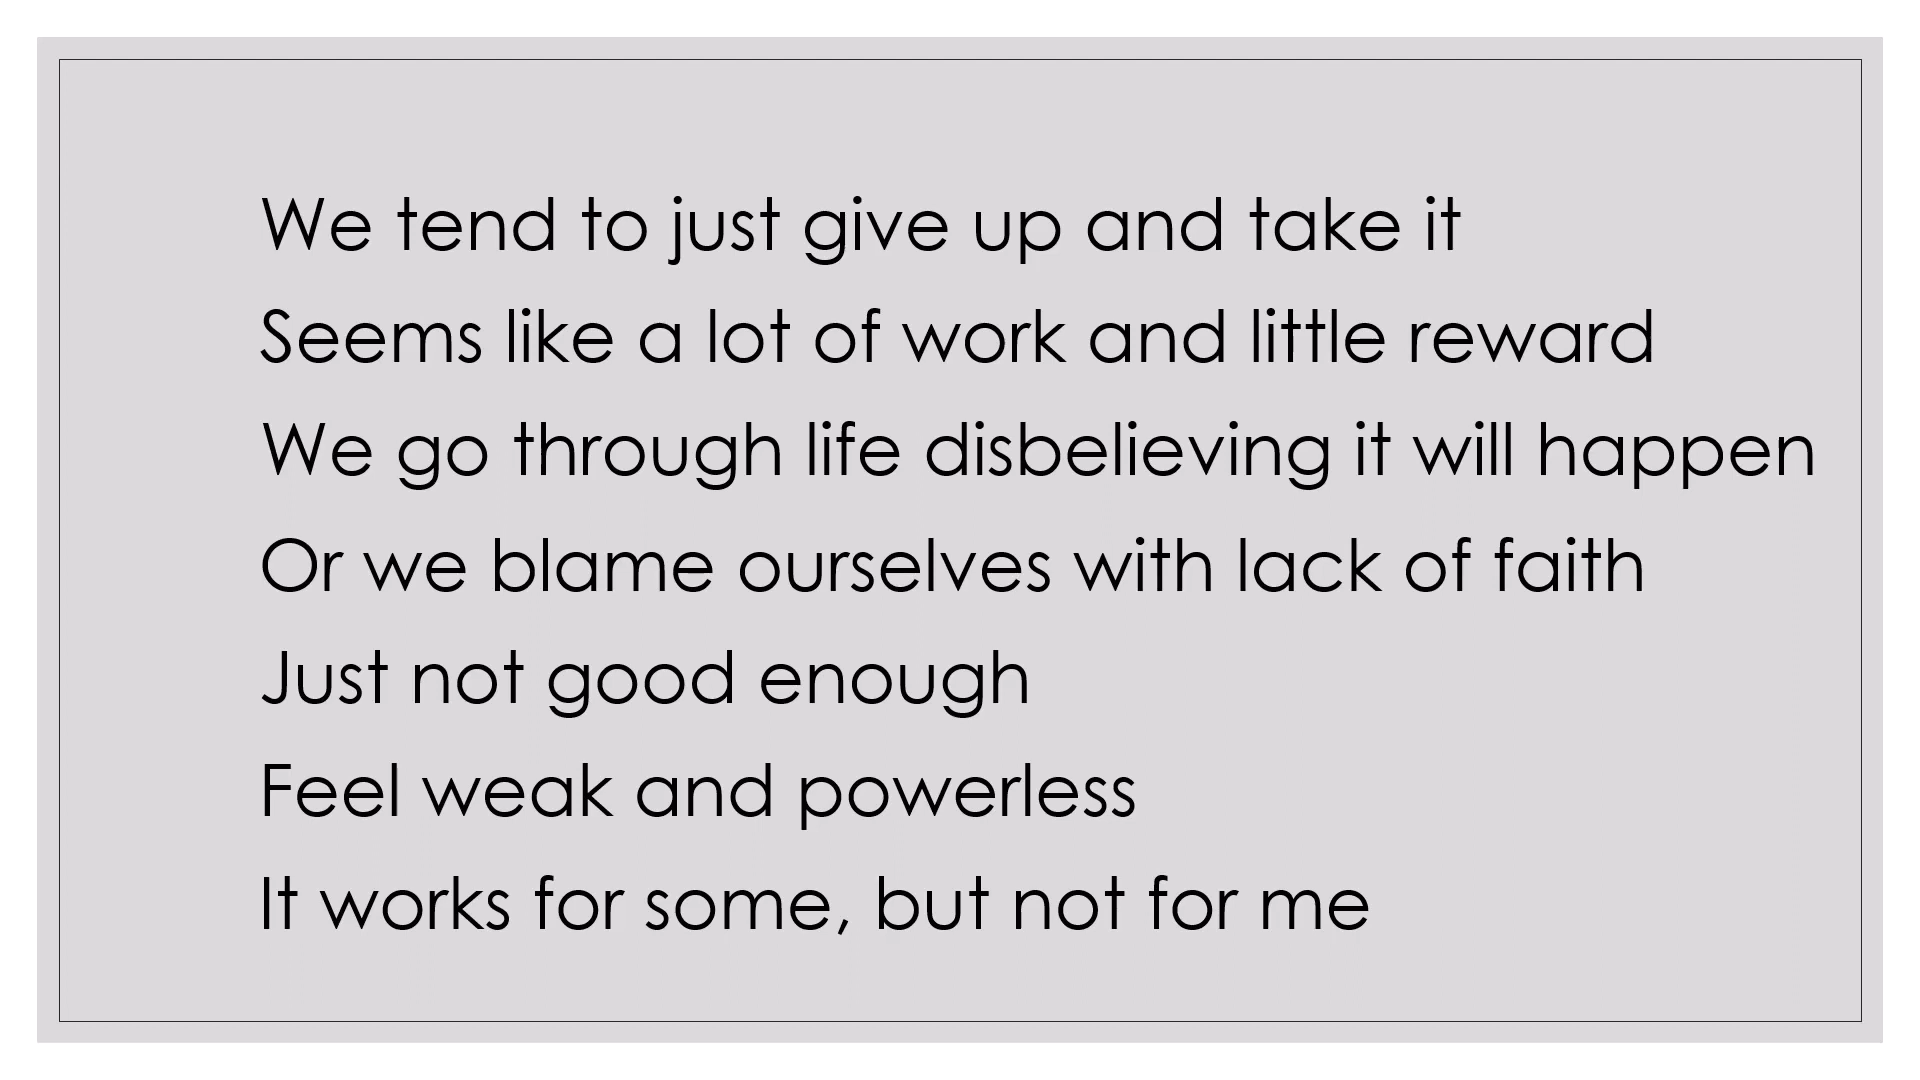 We tend to just give up and take it
Seems like a lot of work and little reward
We go through life disbelieving it will happen
Or we blame ourselves with lack of faith
Just not good enough
Feel weak and powerless
It works for some, but not for me